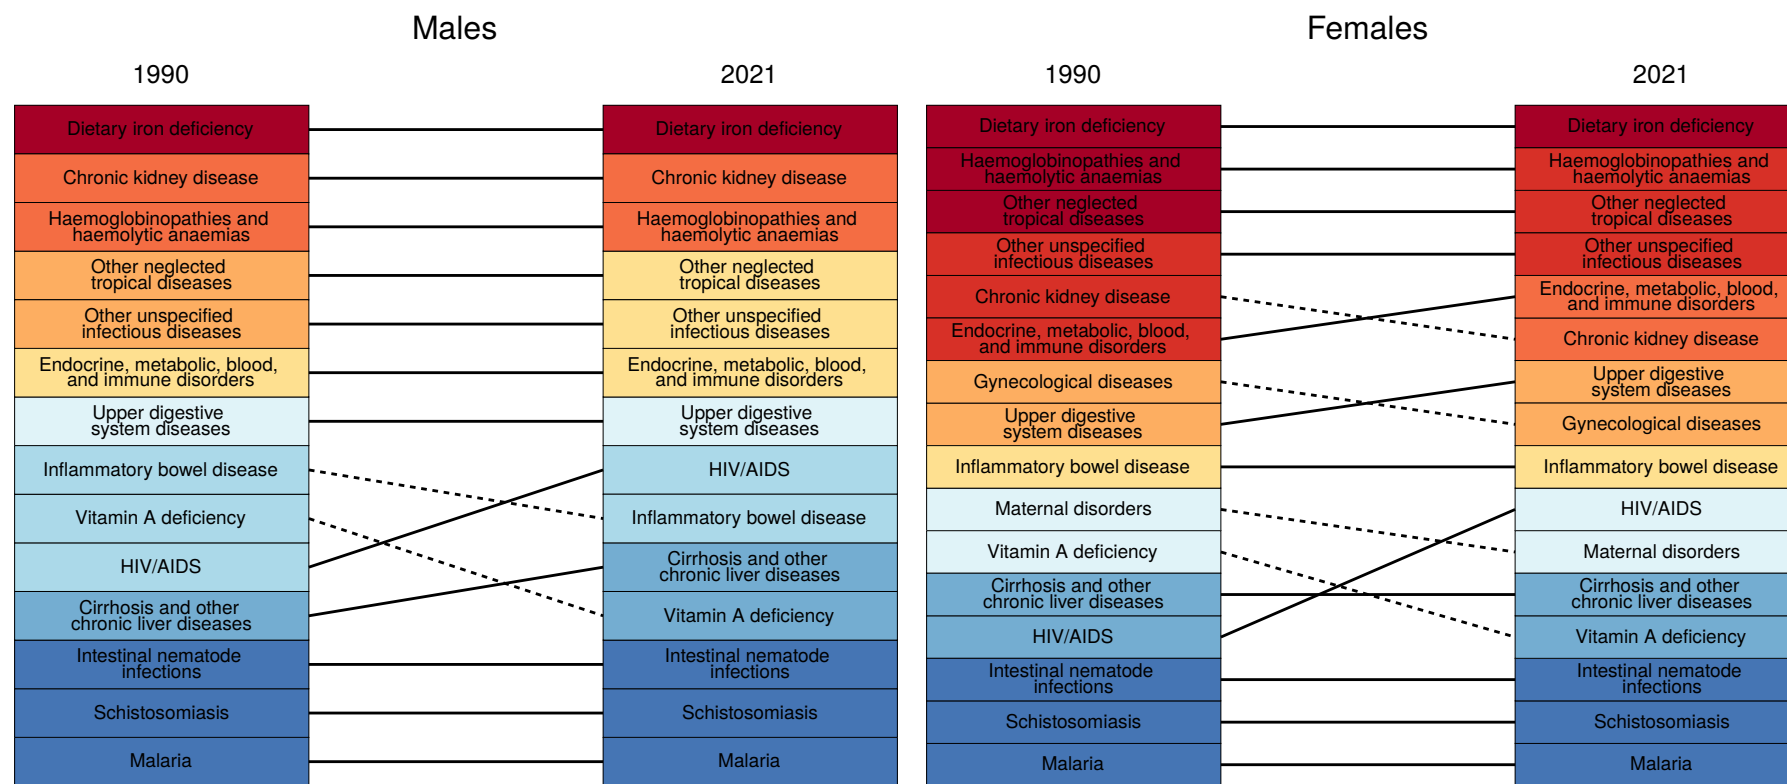 Males
1990
2021
Dietary iron deficiency
Chronic kidney disease
Haemoglobinopathies and
haemolytic anaemias
Other neglected
tropical diseases
Other unspecified
infectious diseases
Endocrine, metabolic, blood,
and immune disorders
Upper digestive
system diseases
Inflammatory bowel disease
Vitamin A deficiency
HIV/AIDS
Cirrhosis and other
chronic liver diseases
Intestinal nematode
infections
Schistosomiasis
Malaria
Dietary iron deficiency
Chronic kidney disease
Haemoglobinopathies and
haemolytic anaemias
Other neglected
tropical diseases
Other unspecified
infectious diseases
Endocrine, metabolic, blood,
and immune disorders
Upper digestive
system diseases
HIV/AIDS
Inflammatory bowel disease
Cirrhosis and other
chronic liver diseases
Vitamin A deficiency
Intestinal nematode
infections
Schistosomiasis
Malaria
Females
1990
2021
Dietary iron deficiency
Haemoglobinopathies and
haemolytic anaemias
Other neglected
tropical diseases
Other unspecified
infectious diseases
Chronic kidney disease
Endocrine, metabolic, blood,
and immune disorders
Gynecological diseases
Upper digestive
system diseases
Inflammatory bowel disease
Maternal disorders
Vitamin A deficiency
Cirrhosis and other
chronic liver diseases
HIV/AIDS
Intestinal nematode
infections
Schistosomiasis
Malaria
Dietary iron deficiency
Haemoglobinopathies and
haemolytic anaemias
Other neglected
tropical diseases
Other unspecified
infectious diseases
Endocrine, metabolic, blood,
and immune disorders
Chronic kidney disease
Upper digestive
system diseases
Gynecological diseases
Inflammatory bowel disease
HIV/AIDS
Maternal disorders
Cirrhosis and other
chronic liver diseases
Vitamin A deficiency
Intestinal nematode
infections
Schistosomiasis
Malaria